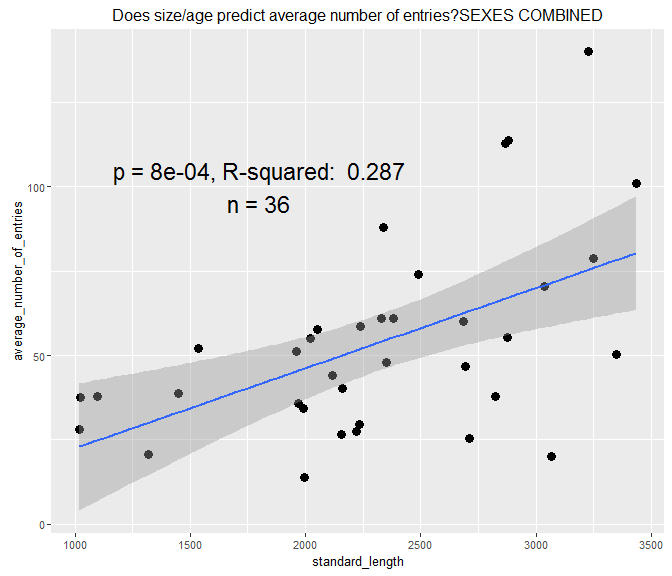 Does size/age predict average number of entries?SEXES COMBINED
p = 8e-04, R-squared:  0.287
n = 36
average_number_of_entries
100
50
0
1000 1500 2000 2500 3000 3500
standard_length